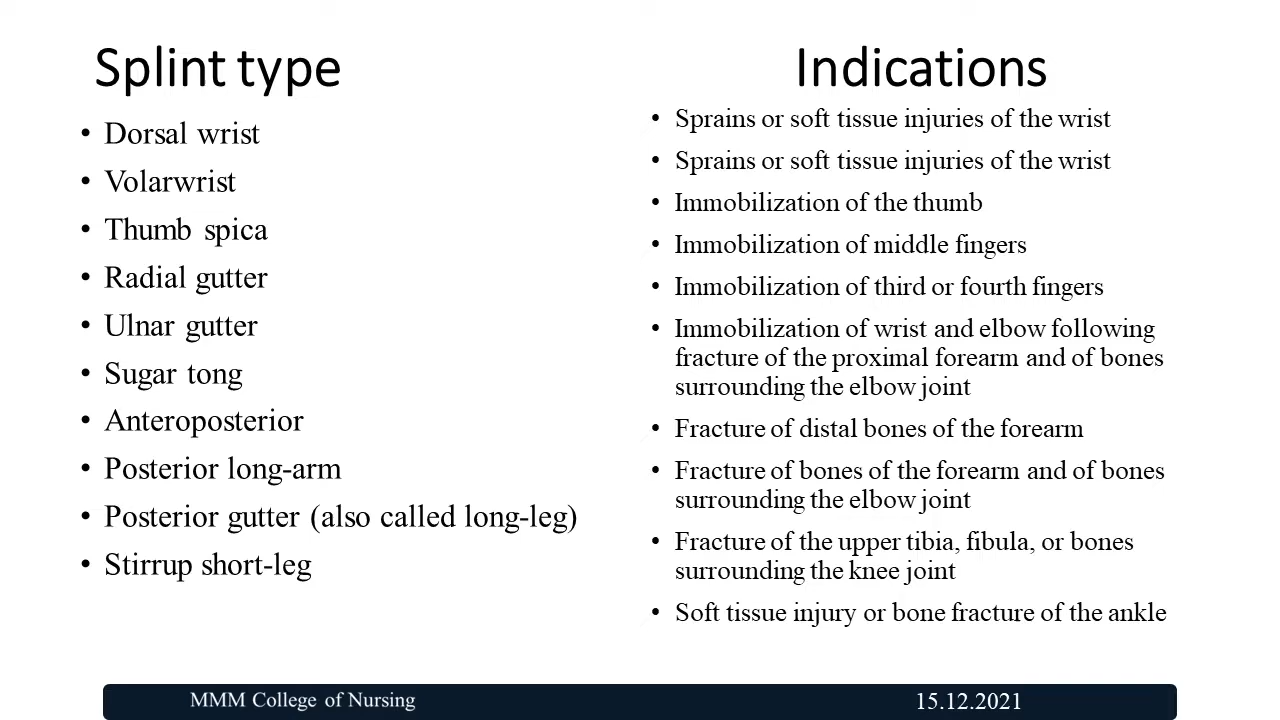 Splint type
• Dorsal wrist
• Volarwrist
• Thumb spica
• Radial gutter
• Ulnar gutter
• Sugar tong
• Anteroposterior
• Posterior long-arm
• Posterior gutter (also called long-leg)
• Stirrup short-leg
Indications
• Sprains or soft tissue injuries of the wrist
• Sprains or soft tissue injuries of the wrist
• Immobilization of the thumb
• Immobilization of middle fingers
• Immobilization of third or fourth fingers
• Immobilization of wrist and elbow following
fracture of the proximal forearm and of bones
surrounding the elbow joint
• Fracture of distal bones of the forearm
• Fracture of bones of the forearm and of bones
surrounding the elbow joint
• Fracture of the upper tibia, fibula, or bones
surrounding the knee joint
• Soft tissue injury or bone fracture of the ankle
MMM College of Nursing
15.12.2021